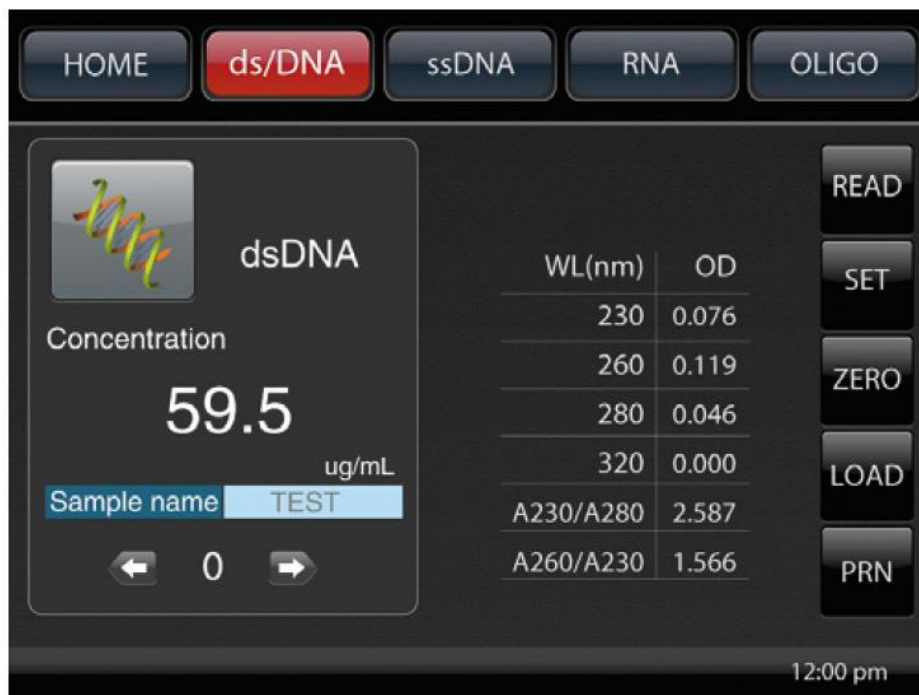 HOME ds/DNA ssDNA RNA OLIGO
dsDNA
Concentration
59.5
ug/mL
Sample name TEST
0
WL(nm) OD
230 0.076
260 0.119
280 0.046
320 0.000
A230/A280 2.587
A260/A230 1.566
READ
SET
ZERO
LOAD
PRN
12:00 pm